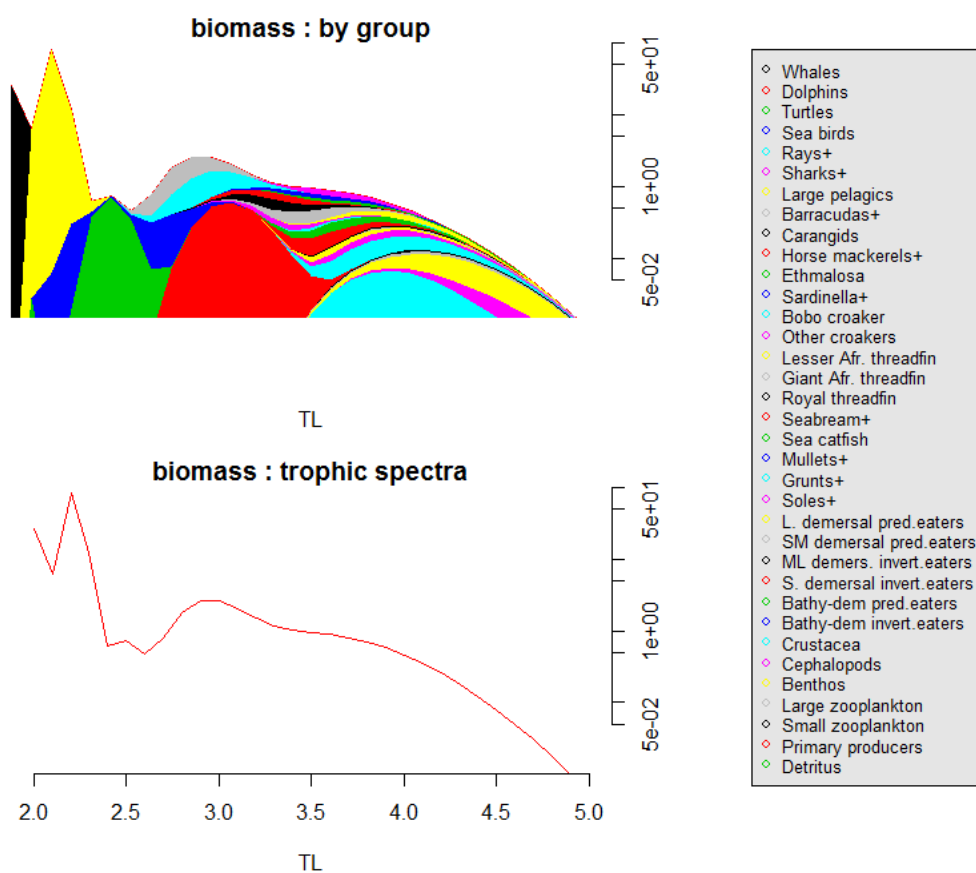 biomass : by group
5e+01
1e+00
5e-02
TL
biomass : trophic spectra
5e+01
1e+00
5e-02
2.0 2.5 3.0 3.5 4.0 4.5 5.0
TL
Whales
Dolphins
Turtles
Sea birds
Rays+
Sharks+
Large pelagics
Barracudas+
Carangids
Horse mackerels+
Ethmalosa
Sardinella+
Bobo croaker
Other croakers
Lesser Afr. threadfin
Giant Afr. threadfin
Royal threadfin
Seabream+
Sea catfish
Mullets+
Grunts+
Soles+
L. demersal pred.eaters
SM demersal pred.eaters
ML demers. invert.eaters
S. demersal invert.eaters
Bathy-dem pred.eaters
Bathy-dem invert.eaters
Crustacea
Cephalopods
Benthos
Large zooplankton
Small zooplankton
Primary producers
Detritus